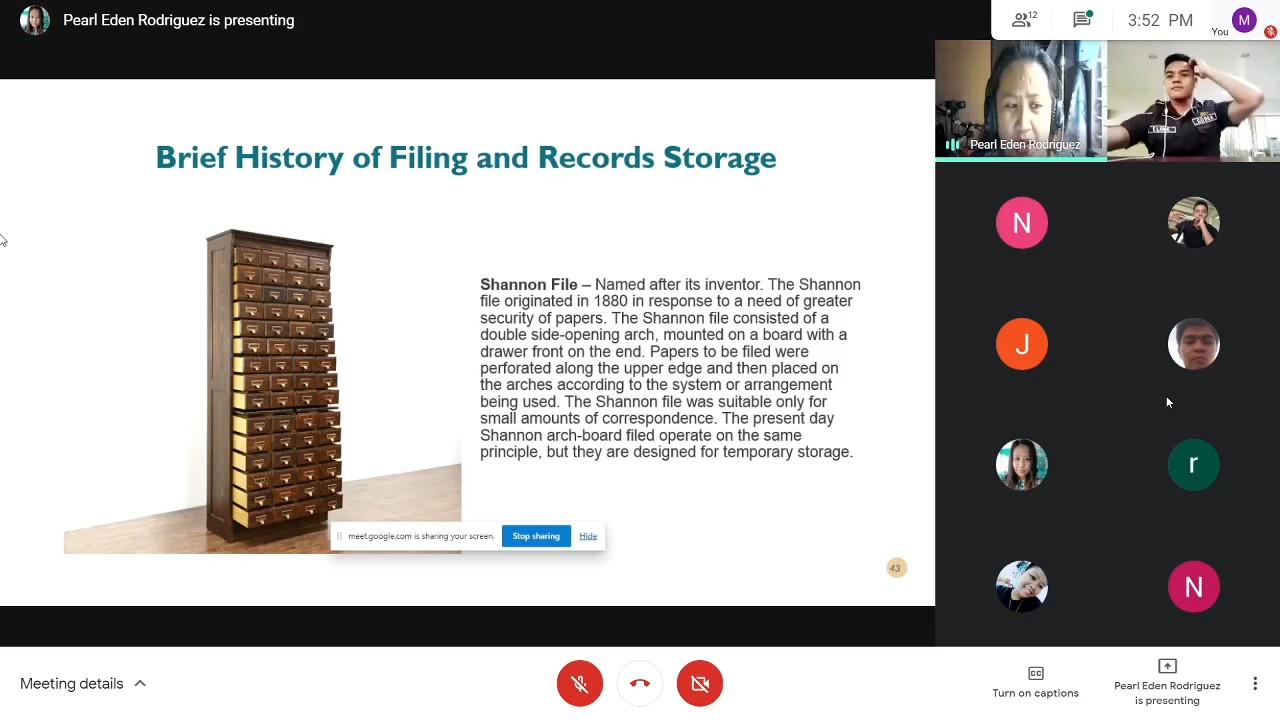 Pearl Eden Rodriguez is presenting
12
3:52 PM
You
M
Brief History of Filing and Records Storage
Shannon File – Named after its inventor. The Shannon
file originated in 1880 in response to a need of greater
security of papers. The Shannon file consisted of a
double side-opening arch, mounted on a board with a
drawer front on the end. Papers to be filed were
perforated along the upper edge and then placed on
the arches according to the system or arrangement
being used. The Shannon file was suitable only for
small amounts of correspondence. The present day
Shannon arch-board filed operate on the same
principle, but they are designed for temporary storage.
meet.google.com is sharing your screen.
Stop sharing
Hide
43
Pearl Eden Rodriguez
N
J
r
N
Meeting details
CC
Turn on captions
Pearl Eden Rodriguez
is presenting